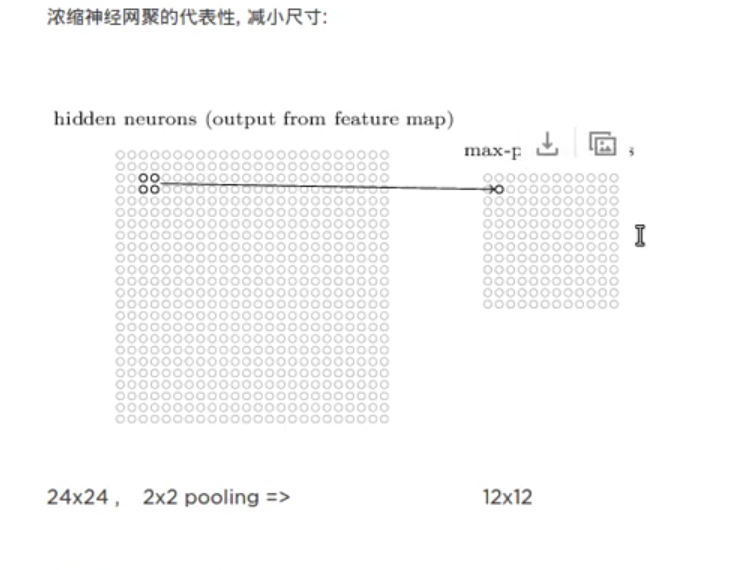 浓缩神经网聚的代表性, 减小尺寸:
hidden neurons (output from feature map)
max-p
24x24 , 2x2 pooling => 12x12